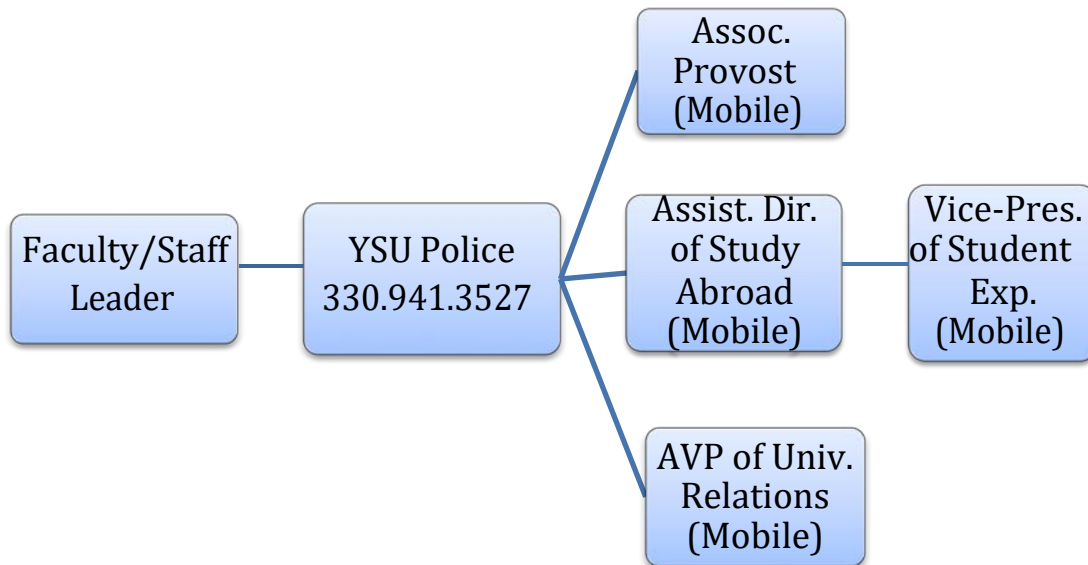 Faculty/Staff
Leader
YSU Police
330.941.3527
Assoc.
Provost
(Mobile)
Assist. Dir.
of Study
Abroad
(Mobile)
Vice-Pres.
of Student
Exp.
(Mobile)
AVP of Univ.
Relations
(Mobile)